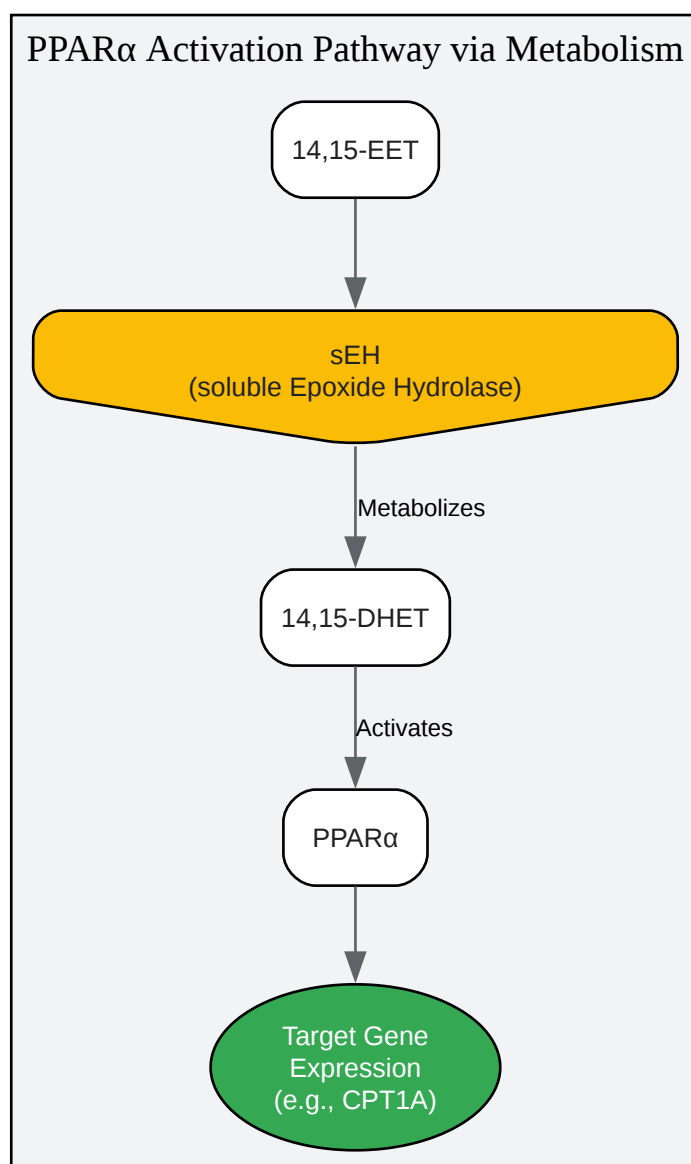 PPARα Activation Pathway via Metabolism
14,15-EET
sEH
(soluble Epoxide Hydrolase)
Metabolizes
14,15-DHET
Activates
PPARα
Target Gene
Expression
(e.g., CPT1A)